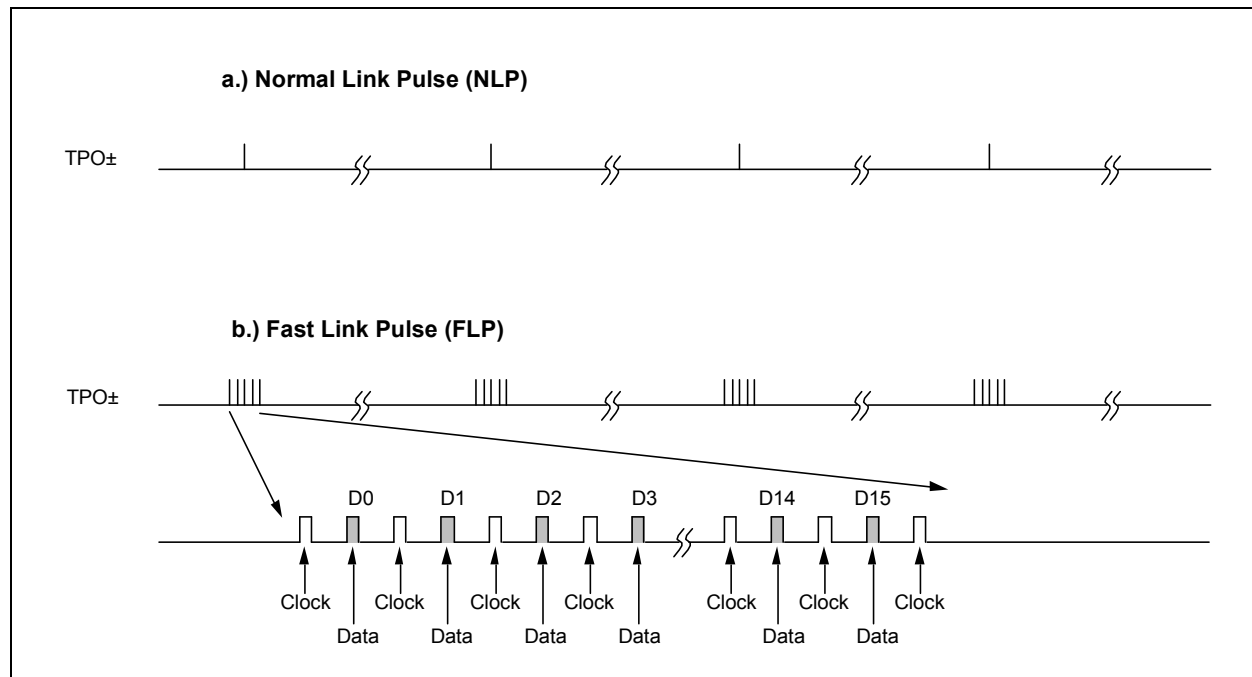 a.) Normal Link Pulse (NLP)
TPO±
b.) Fast Link Pulse (FLP)
TPO±
D0 D1 D2 D3 D14 D15
Clock Clock Clock Clock Clock Clock Clock
Data Data Data Data Data Data